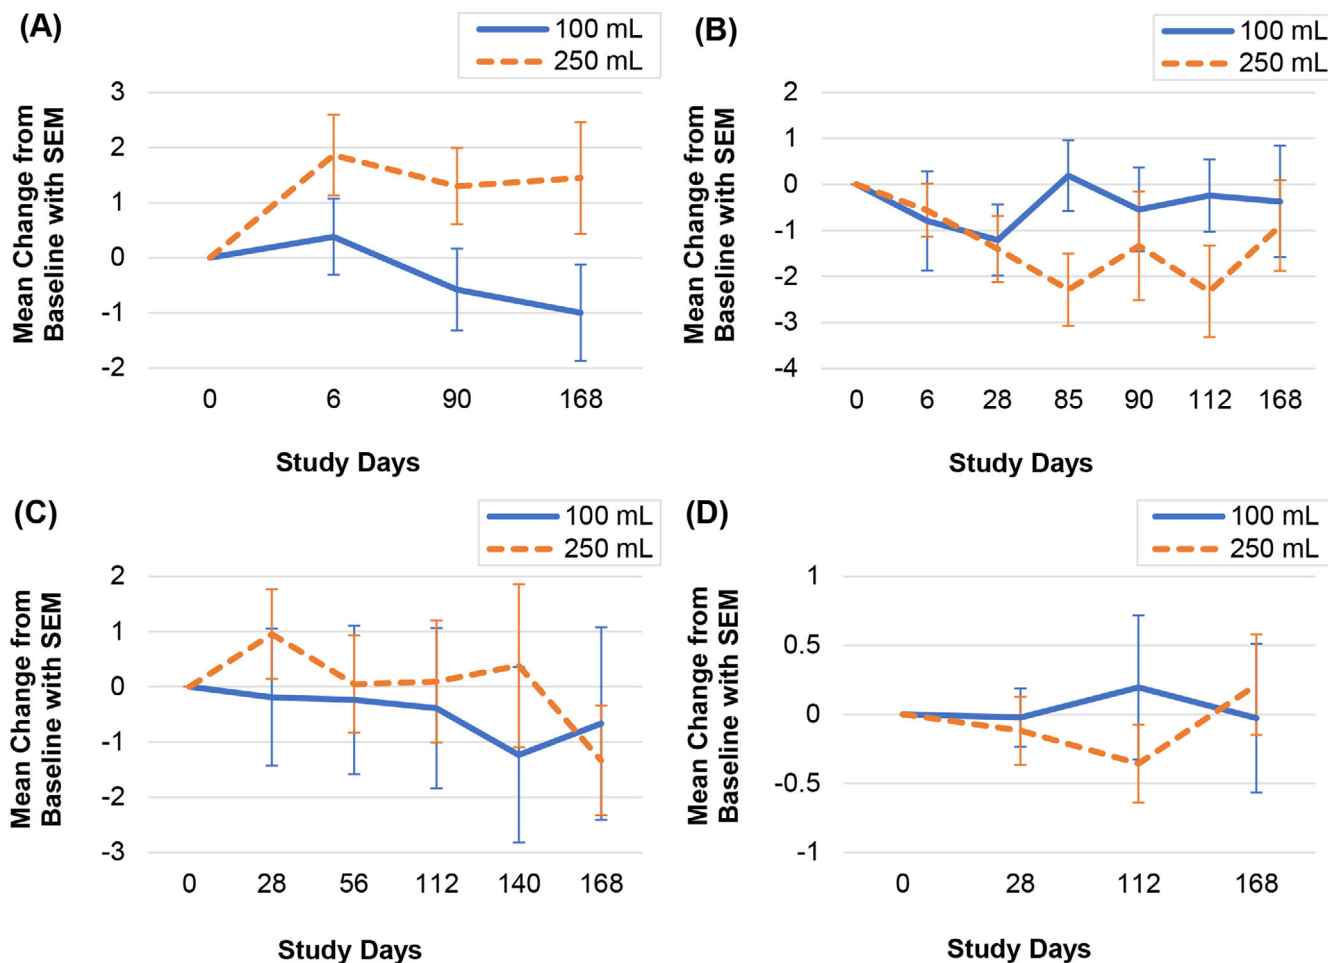 (A)
100 mL
250 mL
Mean Change from
Baseline with SEM
3
2
1
0
-1
-2
0 6 90 168
Study Days
(B)
100 mL
250 mL
Mean Change from
Baseline with SEM
2
1
0
-1
-2
-3
-4
0 6 28 85 90 112 168
Study Days
(C)
100 mL
250 mL
Mean Change from
Baseline with SEM
2
1
0
-1
-2
-3
0 28 56 112 140 168
Study Days
(D)
100 mL
250 mL
Mean Change from
Baseline with SEM
1
0.5
0
-0.5
-1
0 28 112 168
Study Days